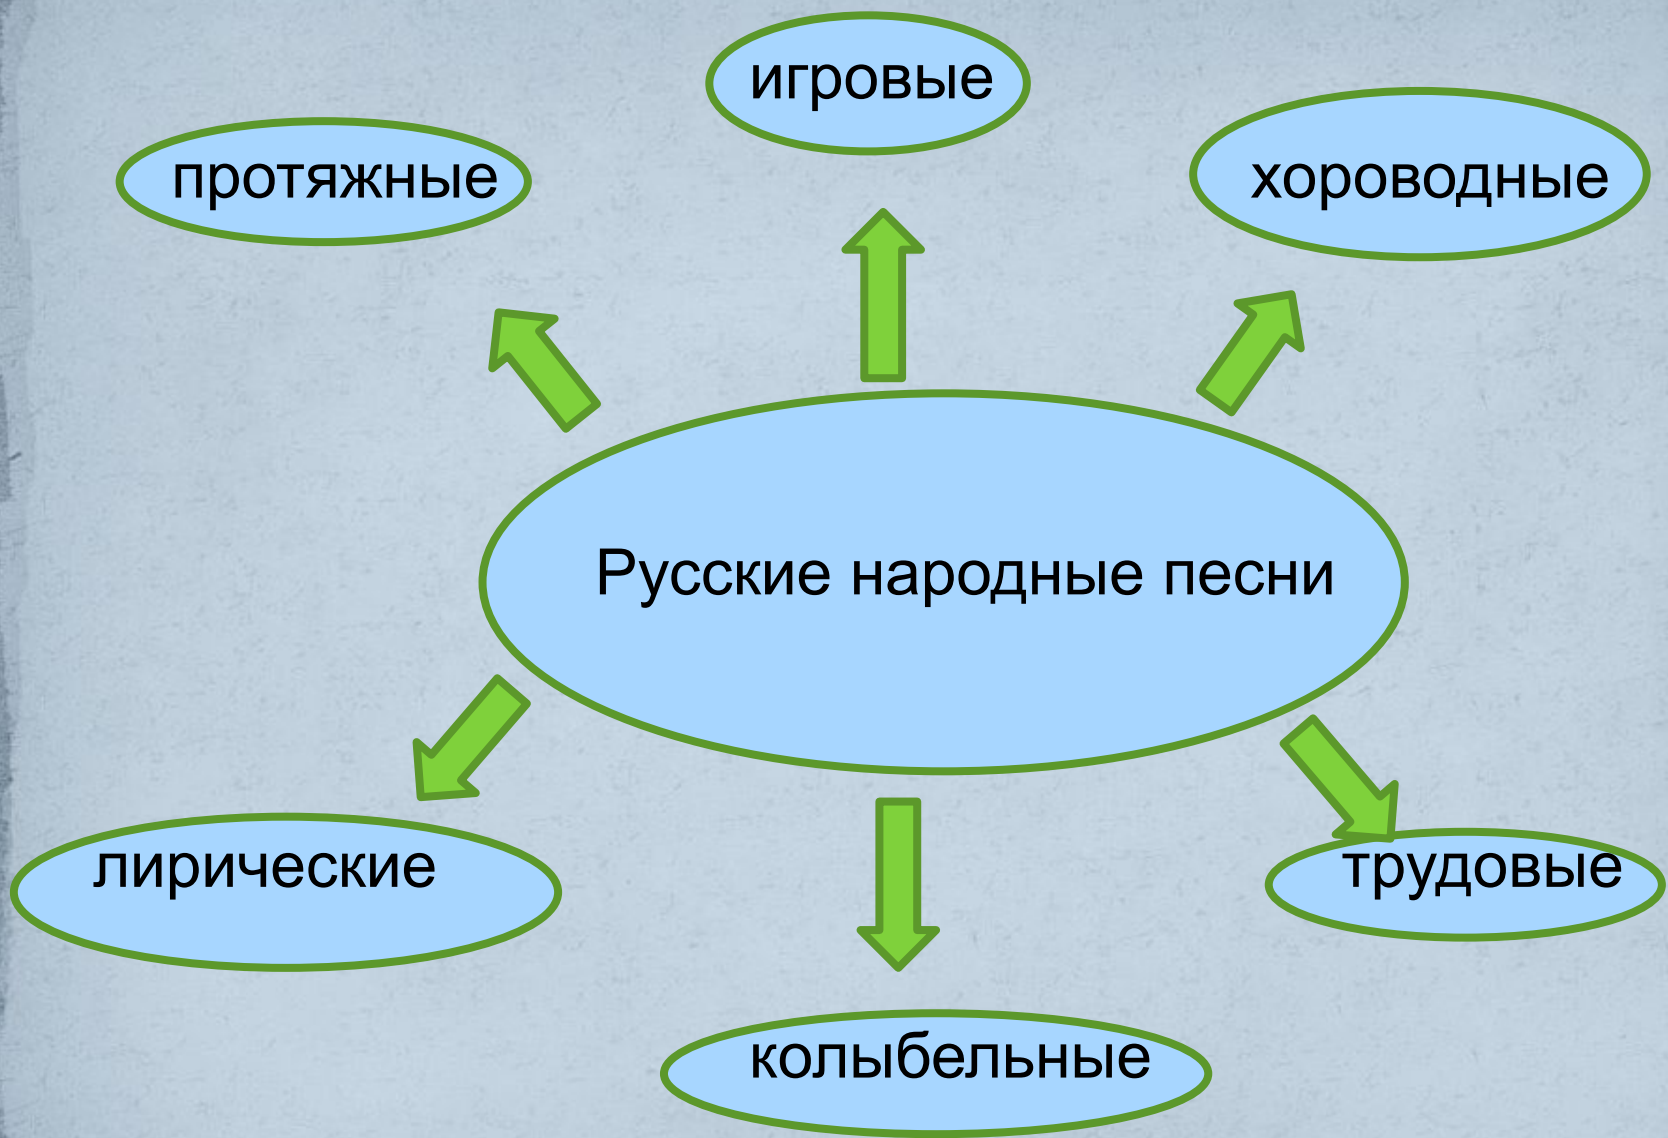 игровые
протяжные
хороводные
Русские народные песни
лирические
трудовые
колыбельные